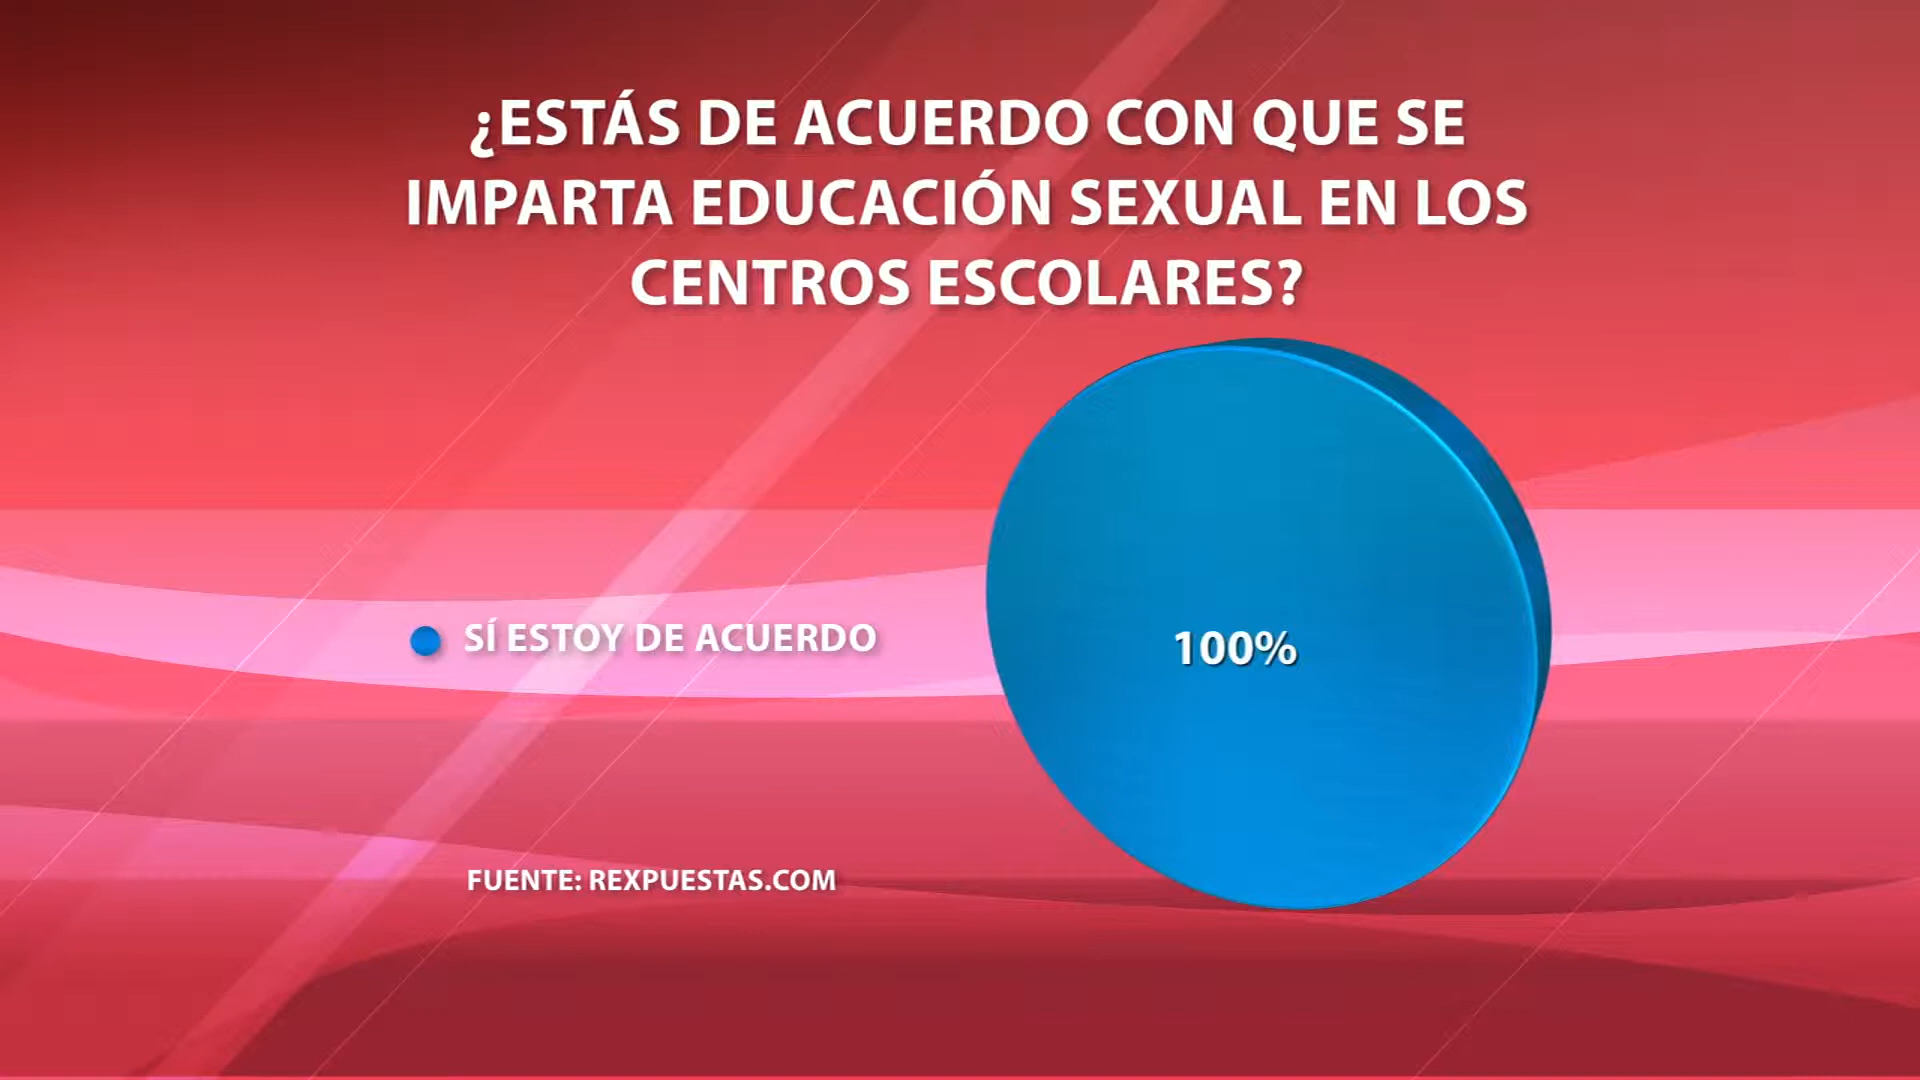 ¿ESTÁS DE ACUERDO CON QUE SE
IMPARTA EDUCACIÓN SEXUAL EN LOS
CENTROS ESCOLARES?
SÍ ESTOY DE ACUERDO
100%
FUENTE: REXPUESTAS.COM